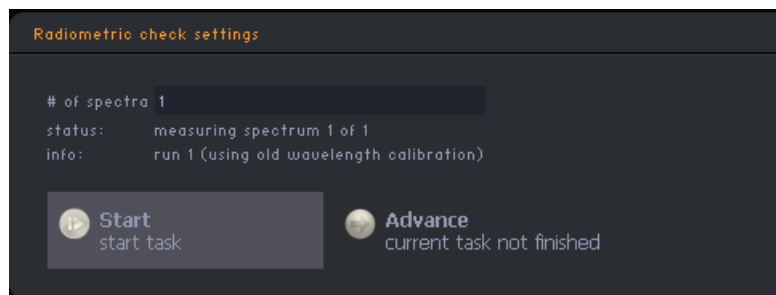 Radiometric check settings
# of spectra 1
status: measuring spectrum 1 of 1
info: run 1 (using old wavelength calibration)
Start
start task
Advance
current task not finished